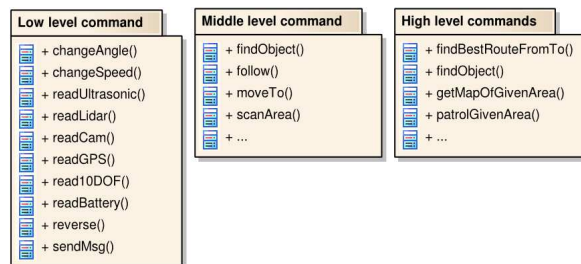 Low level command
+ changeAngle()
+ changeSpeed()
+ readUltrasonic()
+ readLidar()
+ readCam()
+ readGPS()
+ read10DOF()
+ readBattery()
+ reverse()
+ sendMsg()
Middle level command
+ findObject()
+ follow()
+ moveTo()
+ scanArea()
+ ...
High level commands
+ findBestRouteFromTo()
+ findObject()
+ getMapOfGivenArea()
+ patrolGivenArea()
+ ...